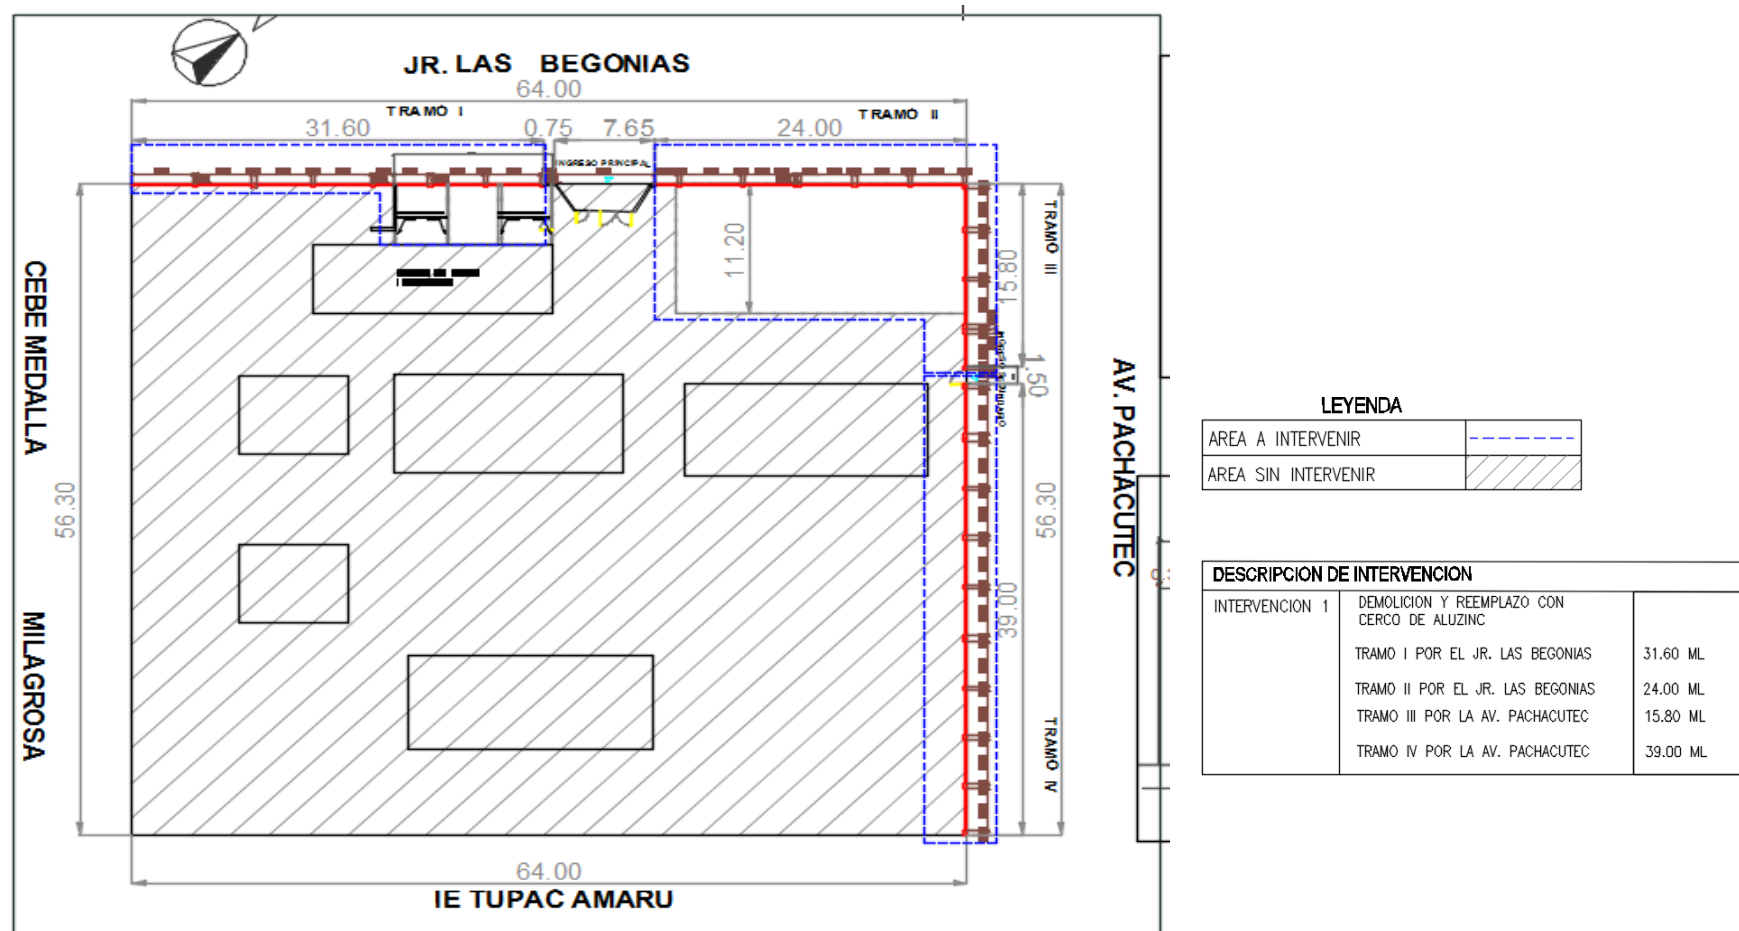 JR. LAS BEGONIAS
64.00
TRAMO I
TRAMO II
31.60
0.75
7.65
24.00
INGRESO PRINCIPAL
11.20
TRAMO III
15.80
1.50
56.30
39.00
TRAMO IV
AV. PACHACUTEC
CEBE MEDALLA
MILAGROSA
56.30
64.00
IE TUPAC AMARU
LEYENDA
AREA A INTERVENIR
AREA SIN INTERVENIR
DESCRIPCION DE INTERVENCION
INTERVENCION 1
DEMOLICION Y REEMPLAZO CON
CERCO DE ALUZINC
TRAMO I POR EL JR. LAS BEGONIAS 31.60 ML
TRAMO II POR EL JR. LAS BEGONIAS 24.00 ML
TRAMO III POR LA AV. PACHACUTEC 15.80 ML
TRAMO IV POR LA AV. PACHACUTEC 39.00 ML